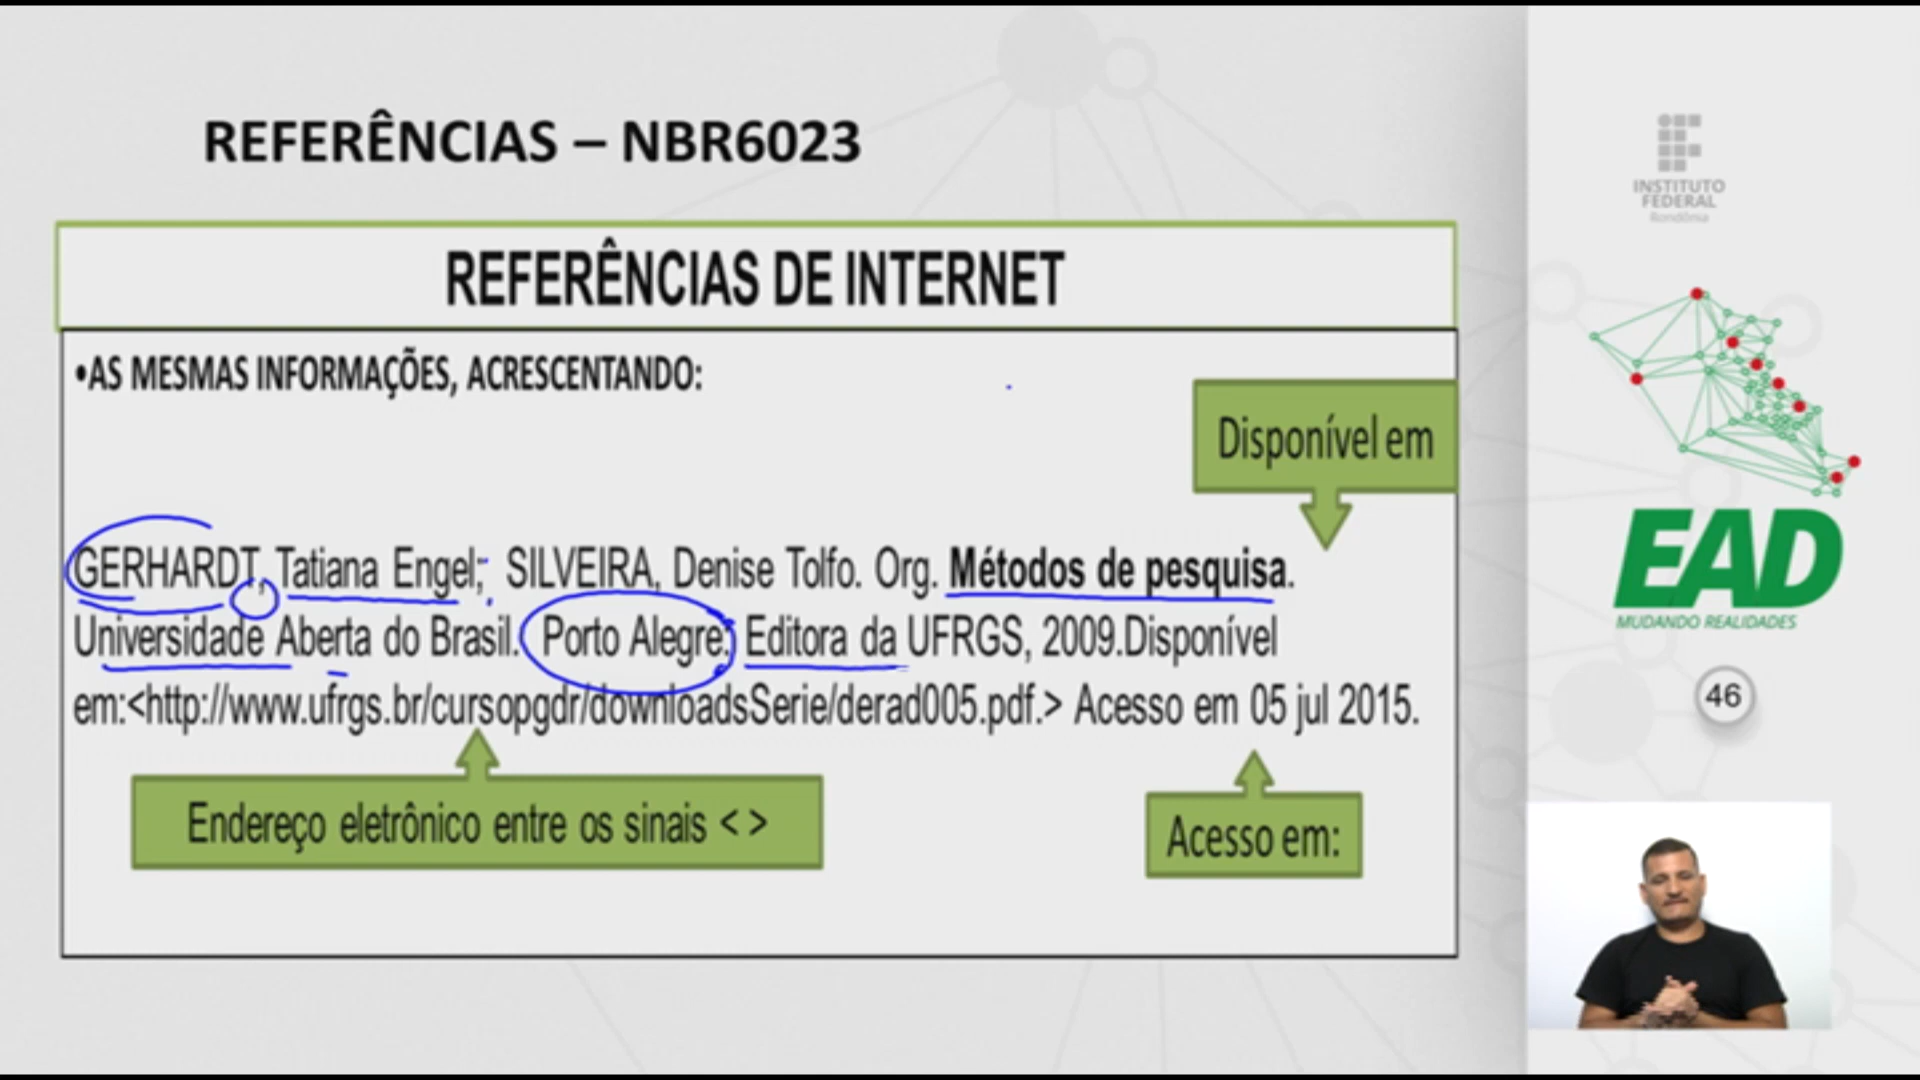 REFERÊNCIAS – NBR6023
INSTITUTO
FEDERAL
Rondônia
REFERÊNCIAS DE INTERNET
•AS MESMAS INFORMAÇÕES, ACRESCENTANDO:
Disponível em
GERHARDT, Tatiana Engel; SILVEIRA, Denise Tolfo. Org. Métodos de pesquisa.
Universidade Aberta do Brasil. Porto Alegre: Editora da UFRGS, 2009.Disponível
em:<http://www.ufrgs.br/cursopgdr/downloadsSerie/derad005.pdf.> Acesso em 05 jul 2015.
Endereço eletrônico entre os sinais < >
Acesso em:
EAD
MUDANDO REALIDADES
46